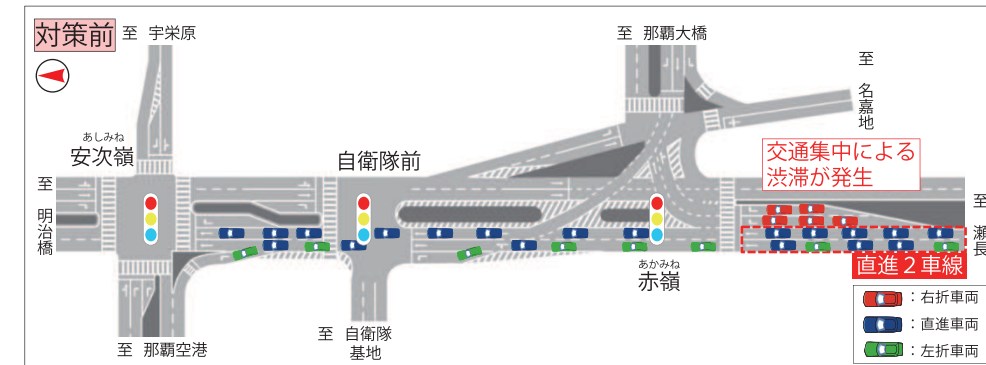 対策前
至 宇栄原
至 那覇大橋
至 名嘉地
あしみね
安次嶺
自衛隊前
交通集中による
渋滞が発生
至 明治橋
至 瀬長
直進2車線
あかみね
赤嶺
:右折車両
:直進車両
:左折車両
至 那覇空港
至 自衛隊
基地